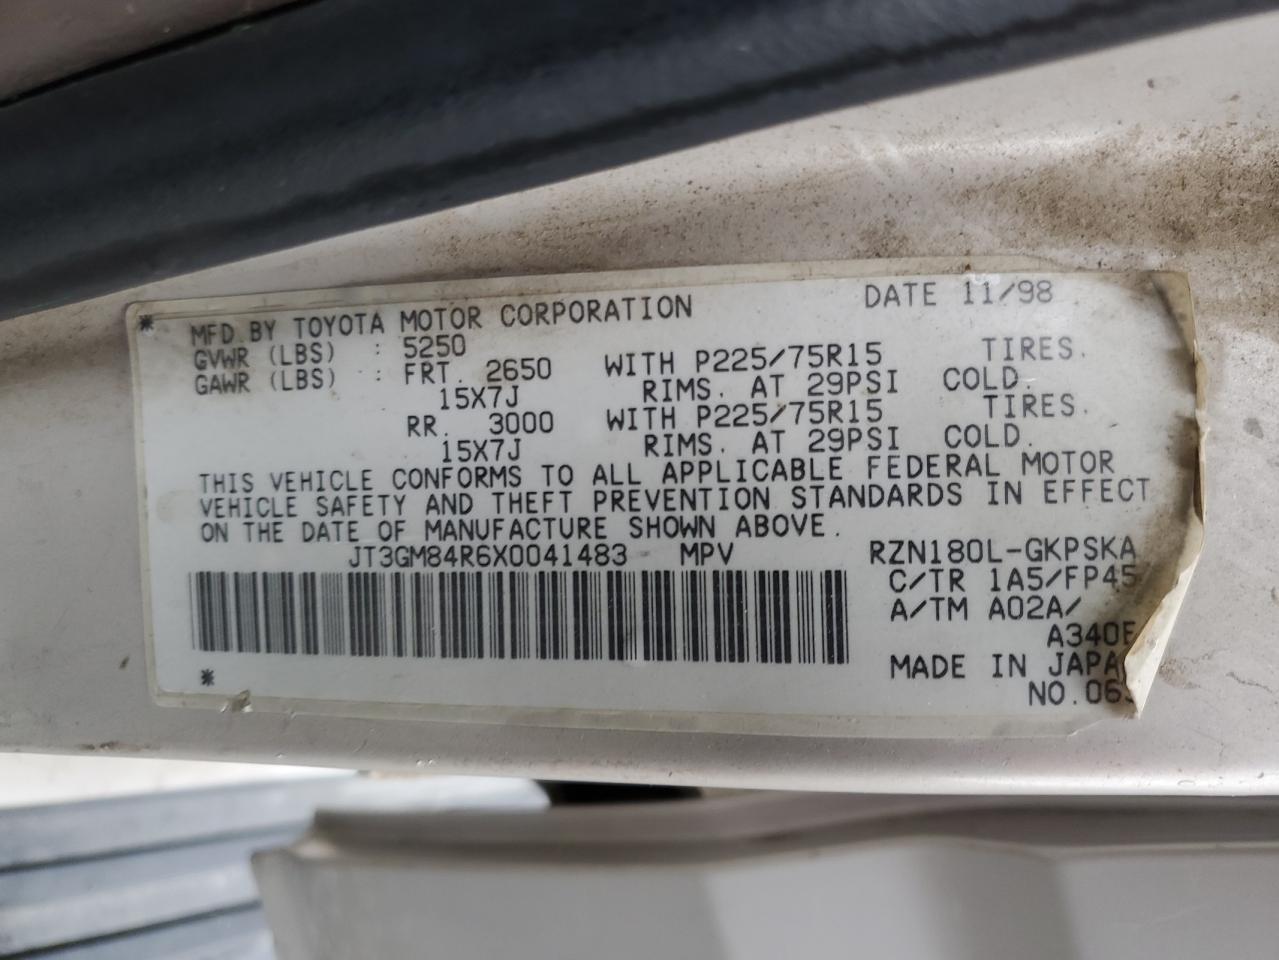 * MFD. BY TOYOTA MOTOR CORPORATION DATE 11/98
GVWR (LBS) : 5250
GAWR (LBS) : FRT. 2650 WITH P225/75R15 TIRES.
15X7J RIMS. AT 29PSI COLD.
RR. 3000 WITH P225/75R15 TIRES.
15X7J RIMS. AT 29PSI COLD.
THIS VEHICLE CONFORMS TO ALL APPLICABLE FEDERAL MOTOR
VEHICLE SAFETY AND THEFT PREVENTION STANDARDS IN EFFECT
ON THE DATE OF MANUFACTURE SHOWN ABOVE.
JT3GM84R6X0041483 MPV RZN180L-GKPSKA
C/TR 1A5/FP45
A/TM A02A/
A340E
MADE IN
* NO.